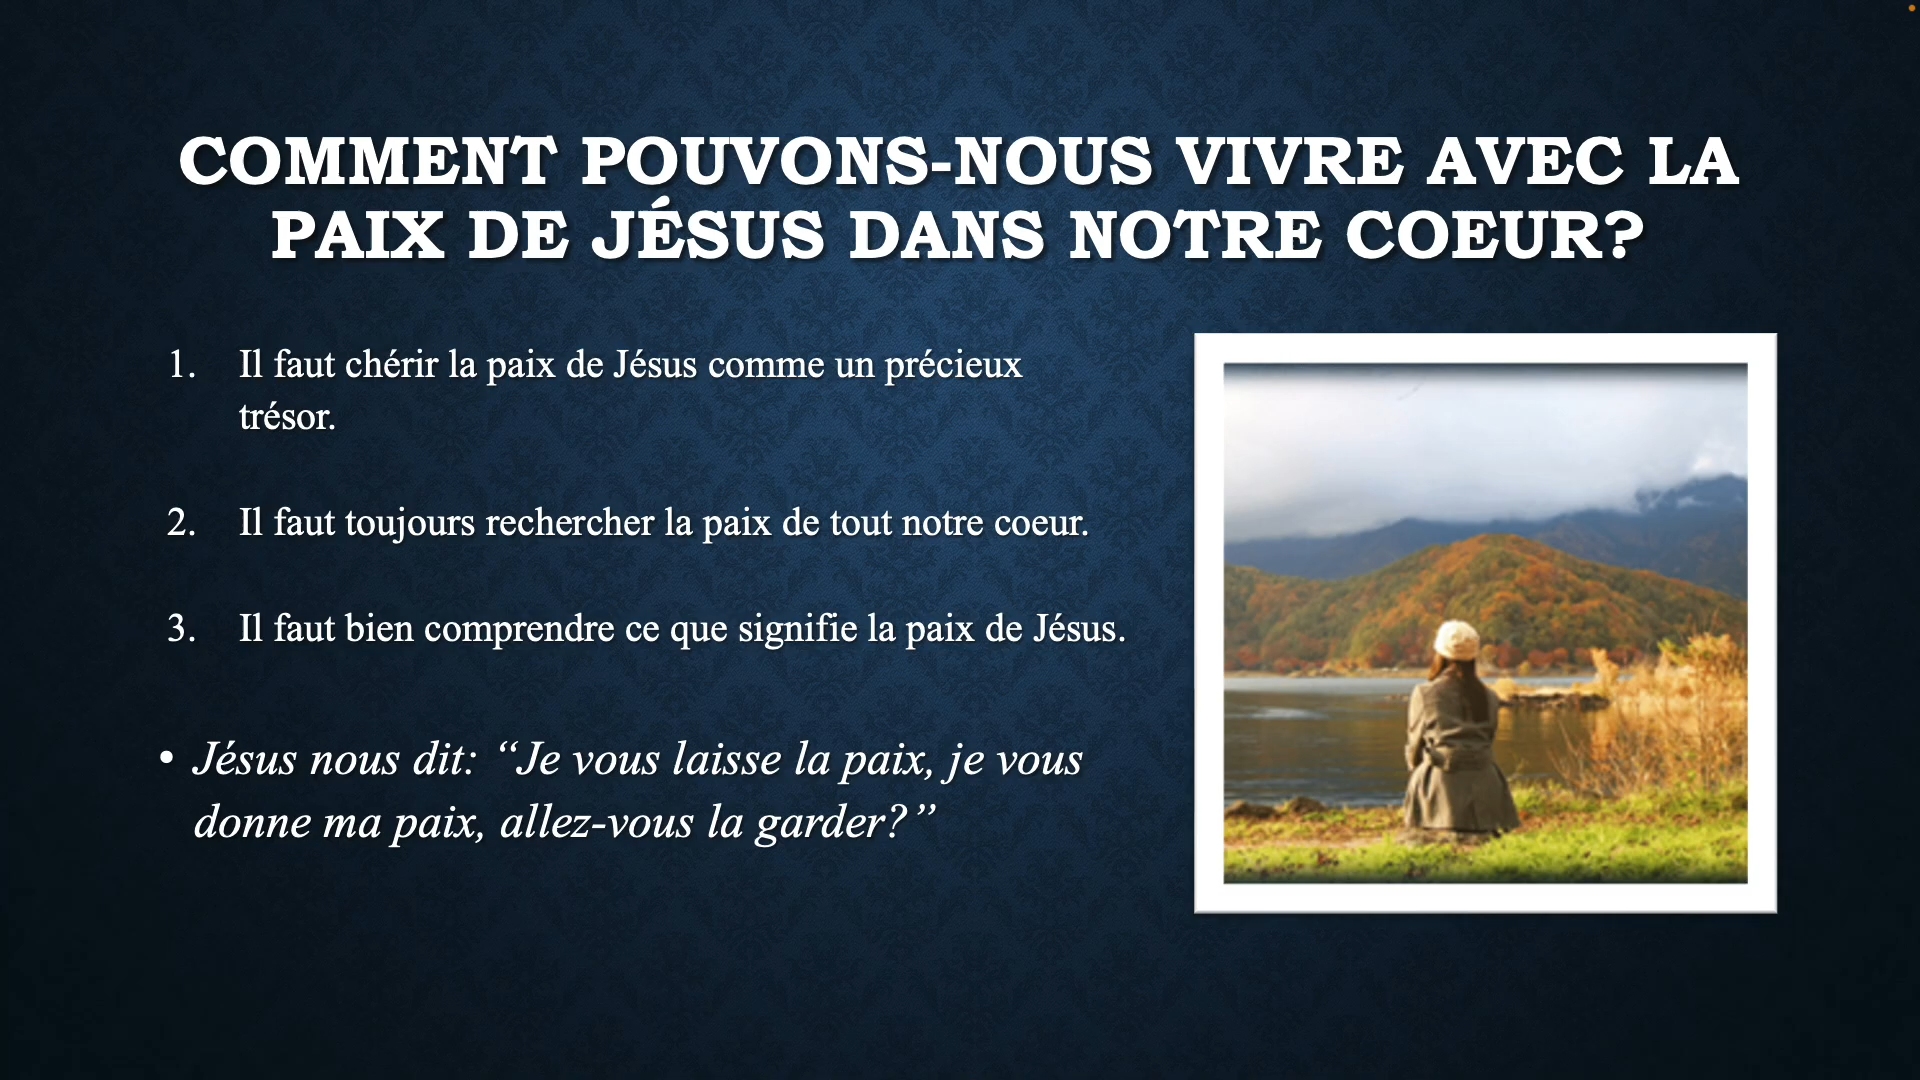 COMMENT POUVONS-NOUS VIVRE AVEC LA
PAIX DE JÉSUS DANS NOTRE COEUR?
1. Il faut chérir la paix de Jésus comme un précieux
trésor.
2. Il faut toujours rechercher la paix de tout notre coeur.
3. Il faut bien comprendre ce que signifie la paix de Jésus.
• Jésus nous dit: “Je vous laisse la paix, je vous
donne ma paix, allez-vous la garder?”